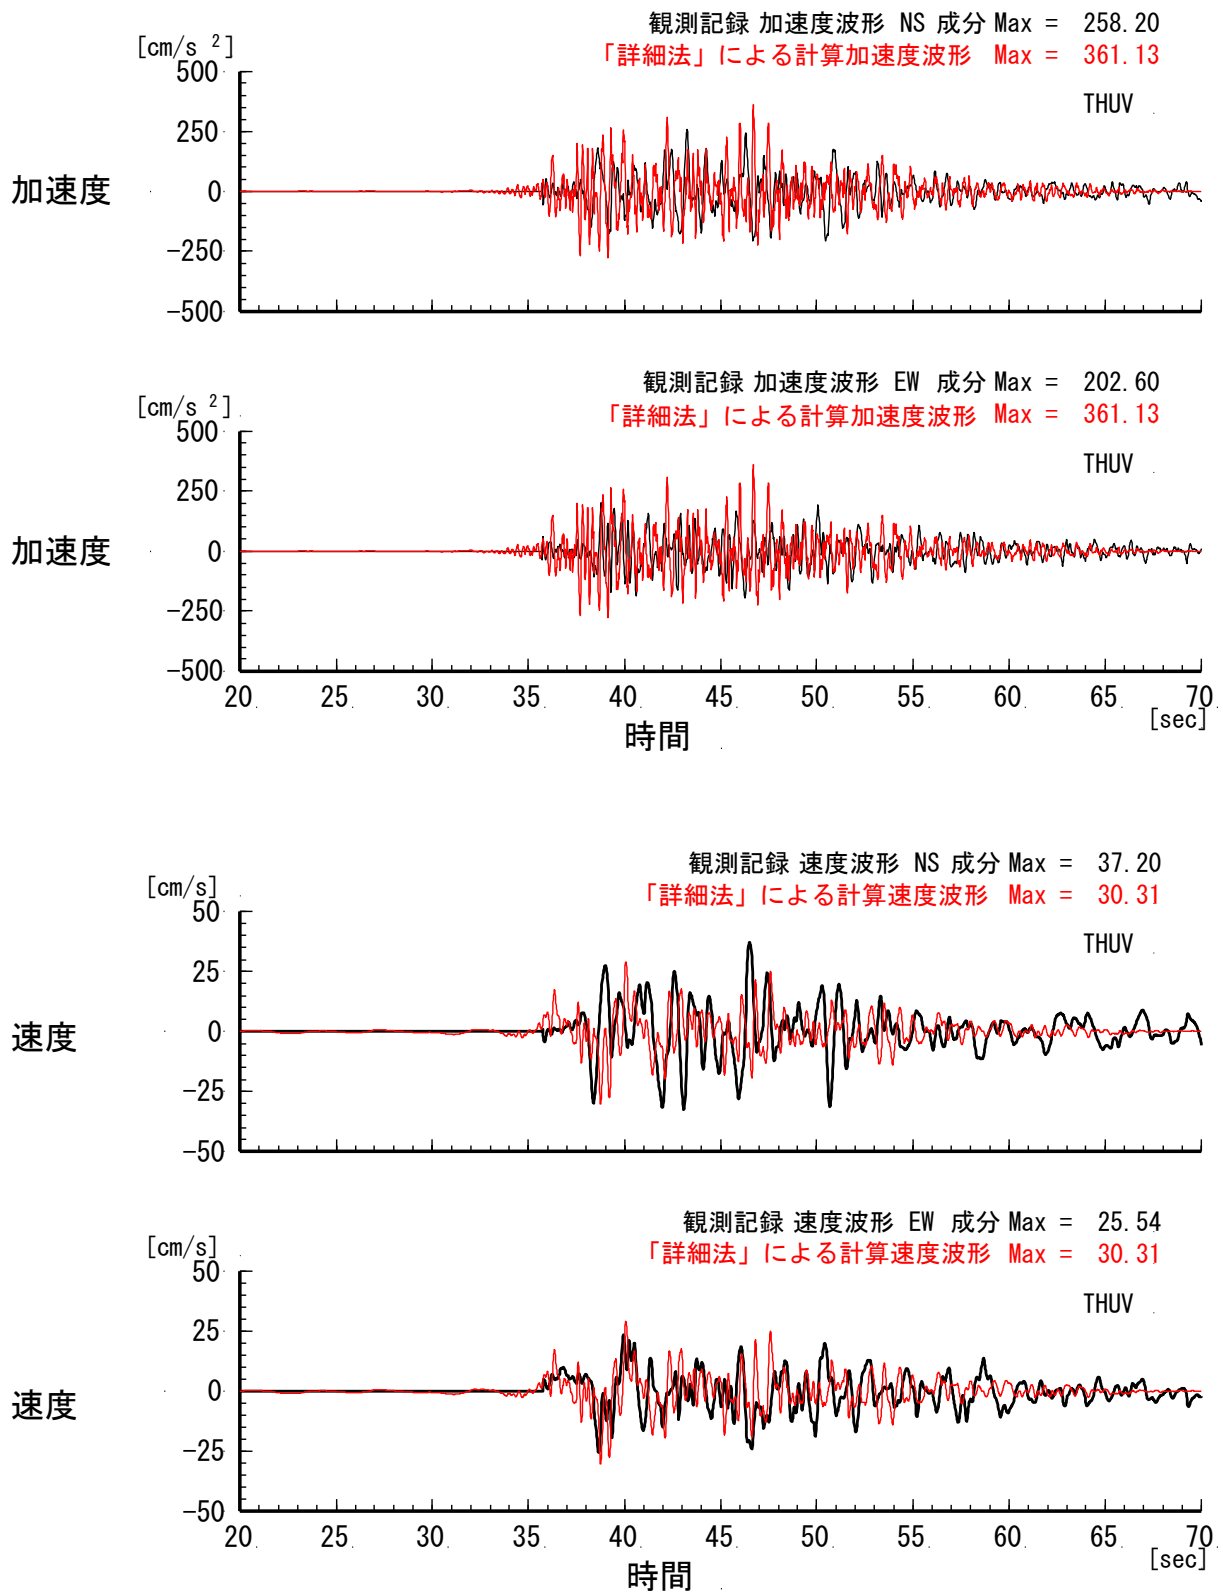 観測記録 加速度波形 NS 成分 Max = 258.20
[cm/s 2]
「詳細法」による計算加速度波形 Max = 361.13
500
THUV
250
加速度
0
-250
-500
観測記録 加速度波形 EW 成分 Max = 202.60
[cm/s 2]
「詳細法」による計算加速度波形 Max = 361.13
500
THUV
250
加速度
0
-250
-500
20. 25. 30. 35. 40. 45. 50. 55. 60. 65. 70.
[sec]
時間
観測記録 速度波形 NS 成分 Max = 37.20
[cm/s]
「詳細法」による計算速度波形 Max = 30.31
50
THUV
25
速度
0
-25
-50
観測記録 速度波形 EW 成分 Max = 25.54
[cm/s]
「詳細法」による計算速度波形 Max = 30.31
50
THUV
25
速度
0
-25
-50
20. 25. 30. 35. 40. 45. 50. 55. 60. 65. 70.
[sec]
時間